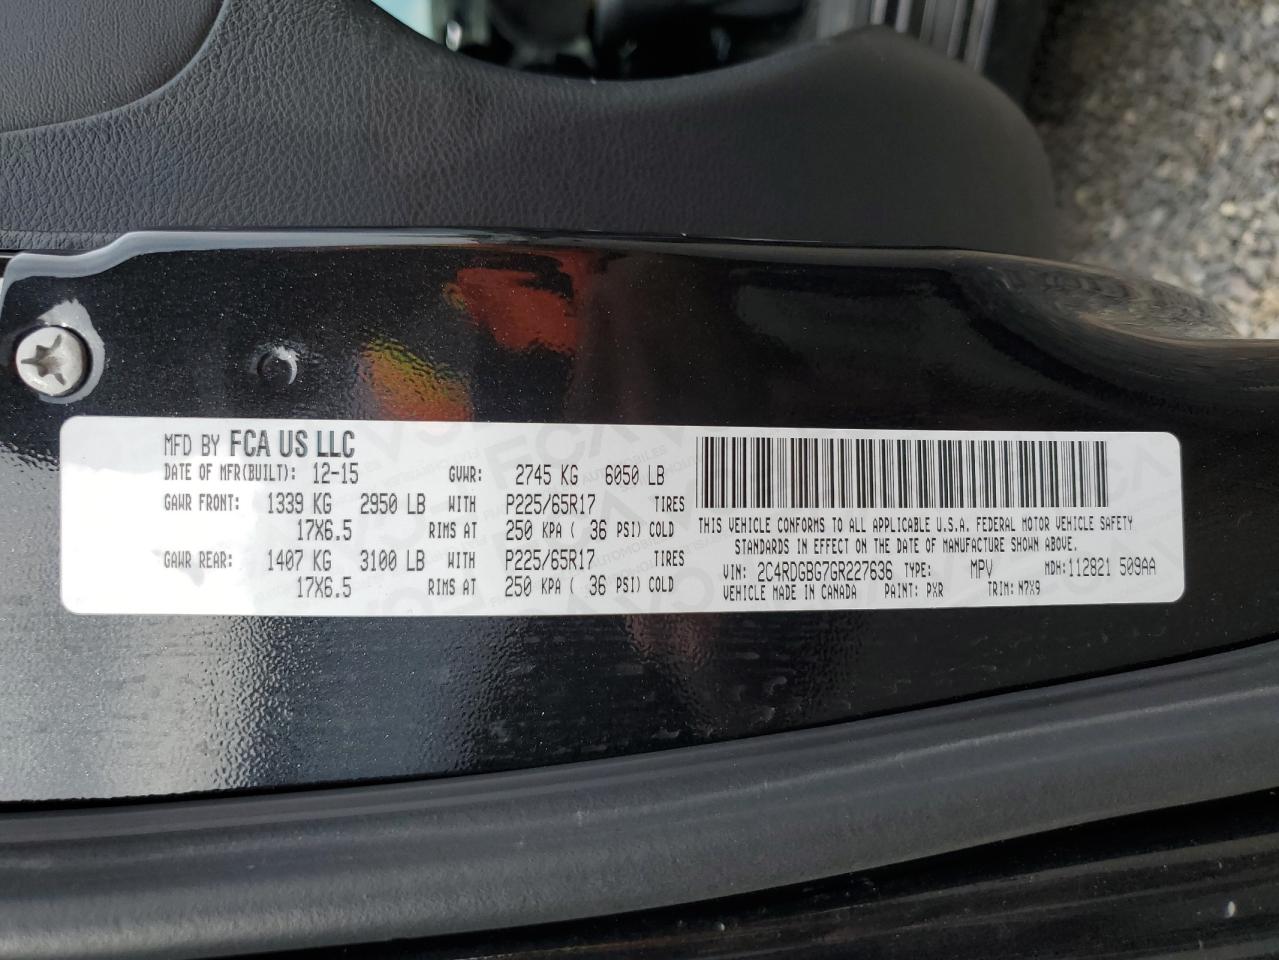 MFD BY FCA US LLC
DATE OF MFR(BUILT): 12-15 GVWR: 2745 KG 6050 LB
GAWR FRONT: 1339 KG 2950 LB WITH P225/65R17 TIRES
17X6.5 RIMS AT 250 KPA ( 36 PSI) COLD
GAWR REAR: 1407 KG 3100 LB WITH P225/65R17 TIRES
17X6.5 RIMS AT 250 KPA ( 36 PSI) COLD
THIS VEHICLE CONFORMS TO ALL APPLICABLE U.S.A. FEDERAL MOTOR VEHICLE SAFETY
STANDARDS IN EFFECT ON THE DATE OF MANUFACTURE SHOWN ABOVE.
VIN: 2C4RDGBG7GR227636 TYPE: MPV MDH: 112821 509AA
VEHICLE MADE IN CANADA PAINT: PXR TRIM: N7X9